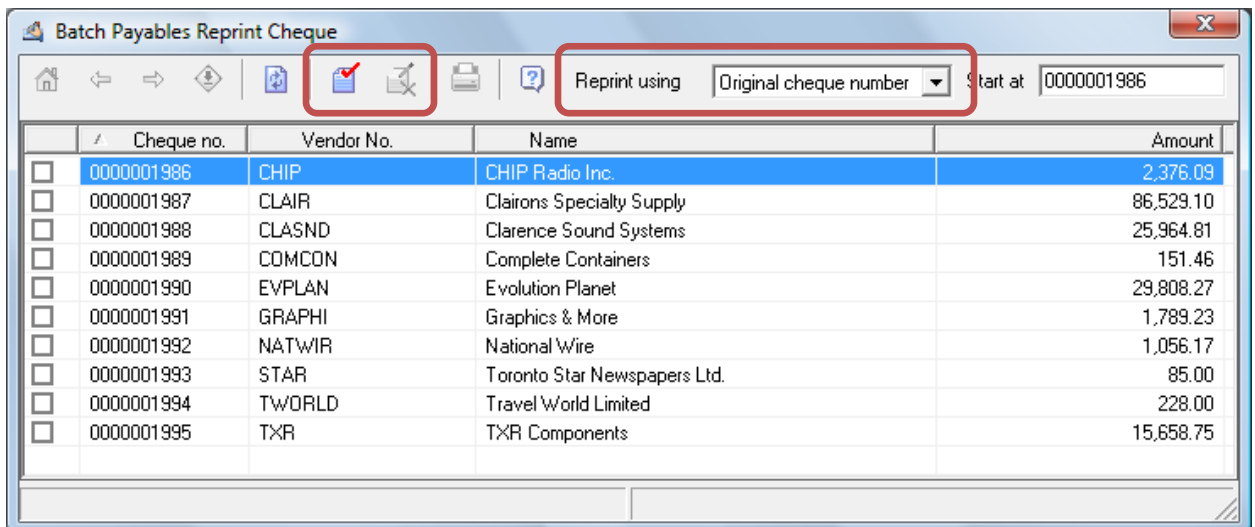 Batch Payables Reprint Cheque
Reprint using Original cheque number Start at 0000001986
Cheque no. Vendor No. Name Amount
0000001986 CHIP CHIP Radio Inc. 2,376.09
0000001987 CLAIR Clairons Specialty Supply 86,529.10
0000001988 CLASND Clarence Sound Systems 25,964.81
0000001989 COMCON Complete Containers 151.46
0000001990 EVPLAN Evolution Planet 29,808.27
0000001991 GRAPHI Graphics & More 1,789.23
0000001992 NATWIR National Wire 1,056.17
0000001993 STAR Toronto Star Newspapers Ltd. 85.00
0000001994 TWORLD Travel World Limited 228.00
0000001995 TXR TXR Components 15,658.75